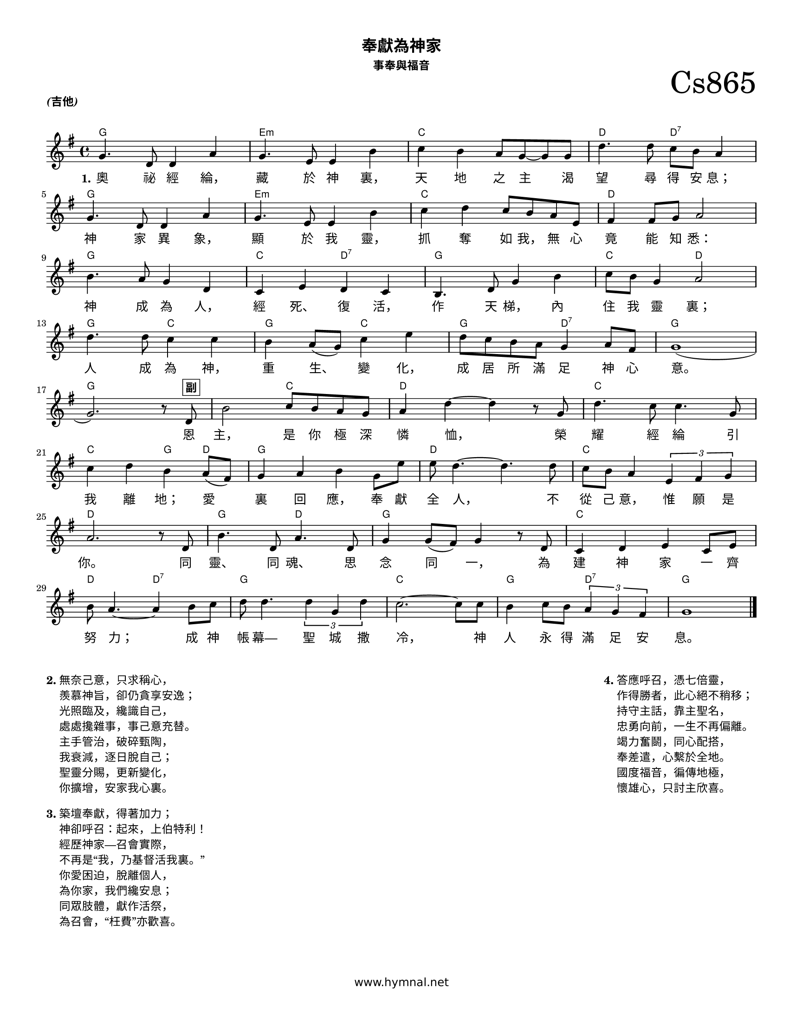 奉獻為神家
事奉與福音
Cs865
(吉他)
G Em C D D7
1. 奧 祕 經 綸， 藏 於 神 裏， 天 地 之 主 渴 望 尋 得 安 息；
5 G Em C D
神 家 異 象， 顯 於 我 靈， 抓 奪 如 我， 無 心 竟 能 知 悉：
9 G C D7 G C D
神 成 為 人， 經 死、 復 活， 作 天 梯， 內 住 我 靈 裏；
13 G C G C G D7 G
人 成 為 神， 重 生、 變 化， 成 居 所 滿 足 神 心 意。
17 G 副 C D C
恩 主， 是 你 極 深 憐 恤， 榮 耀 經 綸 引
21 C G D G D C 3
我 離 地； 愛 裏 回 應， 奉 獻 全 人， 不 從 己 意， 惟 願 是
25 D G D G C
你。 同 靈、 同 魂、 思 念 同 一， 為 建 神 家 一 齊
29 D D7 G 3 C G D7 3 G
努 力； 成 神 帳 幕— 聖 城 撒 冷， 神 人 永 得 滿 足 安 息。
2. 無奈己意，只求稱心，
羨慕神旨，卻仍貪享安逸；
光照臨及，纔識自己，
處處攙雜事，事己意充替。
主手管治，破碎甄陶，
我衰減，逐日脫自己；
聖靈分賜，更新變化，
你擴增，安家我心裏。
3. 築壇奉獻，得著加力；
神卻呼召：起來，上伯特利！
經歷神家—召會實際，
不再是“我，乃基督活我裏。”
你愛困迫，脫離個人，
為你家，我們纔安息；
同眾肢體，獻作活祭，
為召會，“枉費”亦歡喜。
4. 答應呼召，憑七倍靈，
作得勝者，此心絕不稍移；
持守主話，靠主聖名，
忠勇向前，一生不再偏離。
竭力奮鬭，同心配搭，
奉差遣，心繫於全地。
國度福音，徧傳地極，
懷雄心，只討主欣喜。
www.hymnal.net